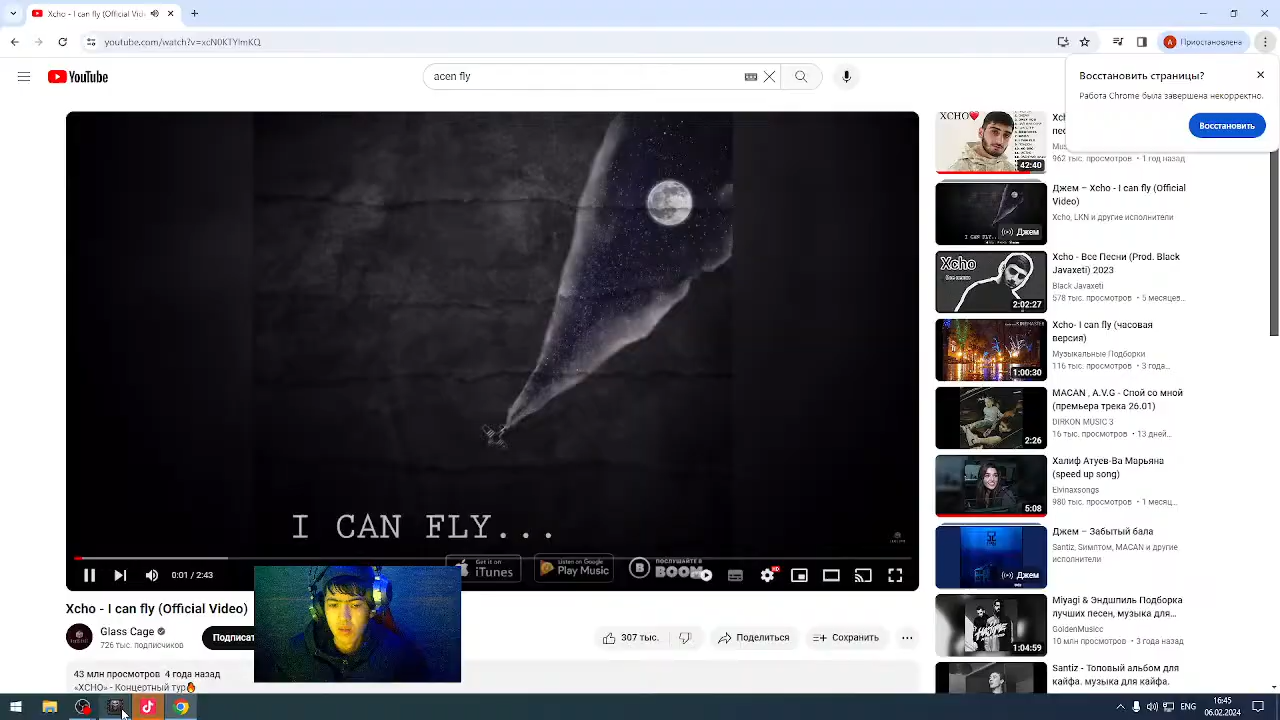 Xcho - I can fly (Official Vid
youtube.com/watch?v=xcN0KTYlmKQ
Приостановлена
YouTube
acen fly
Восстановить страницы?
Работа Chrome была завершена некорректно.
Восстановить
XCHO
42:40
962 тыс. просмотров • 1 год назад
Джем – Xcho - I can fly (Official
Video)
Xcho, LKN и другие исполнители
I CAN FLY...
Джем
Xcho - Все Песни (Prod. Black
Javaxeti) 2023
Black Javaxeti
578 тыс. просмотров • 5 месяцев...
Xcho
2:02:27
Xcho- I can fly (часовая
версия)
Музыкальные Подборки
116 тыс. просмотров • 3 года...
1:00:30
MACAN , A.V.G - Спой со мной
(премьера трека 26.01)
DIRKON MUSIC 3
16 тыс. просмотров • 13 дней...
2:26
Халиф Атуев-Ва Марьяна
(speed up song)
Elvinaxsongs
980 тыс. просмотров • 1 месяц...
5:08
Джем – Забытый бала
Santiz, Симптом, MACAN и другие
исполнители
Джем
Miyagi & Эндшпиль Подборка
лучших песен, музыка для...
GoldenMusicc
10 млн просмотров • 3 года назад
1:04:59
Santiz - Топовый альбом для
кайфа. музыка для кайфа.
I CAN FLY...
Get it on
iTunes
Listen on Google
Play Music
B
ПОСЛУШАЙТЕ В
BOOM
0:01 / 2:43
HD
Xcho - I can fly (Official Video)
Glass Cage
726 тыс. подписчиков
Подписат
307 тыс.
Поделиться
Сохранить
43 млн просмотров 4 года назад
«XCHO» - Концертный тур
ENG
16:45
06.02.2024